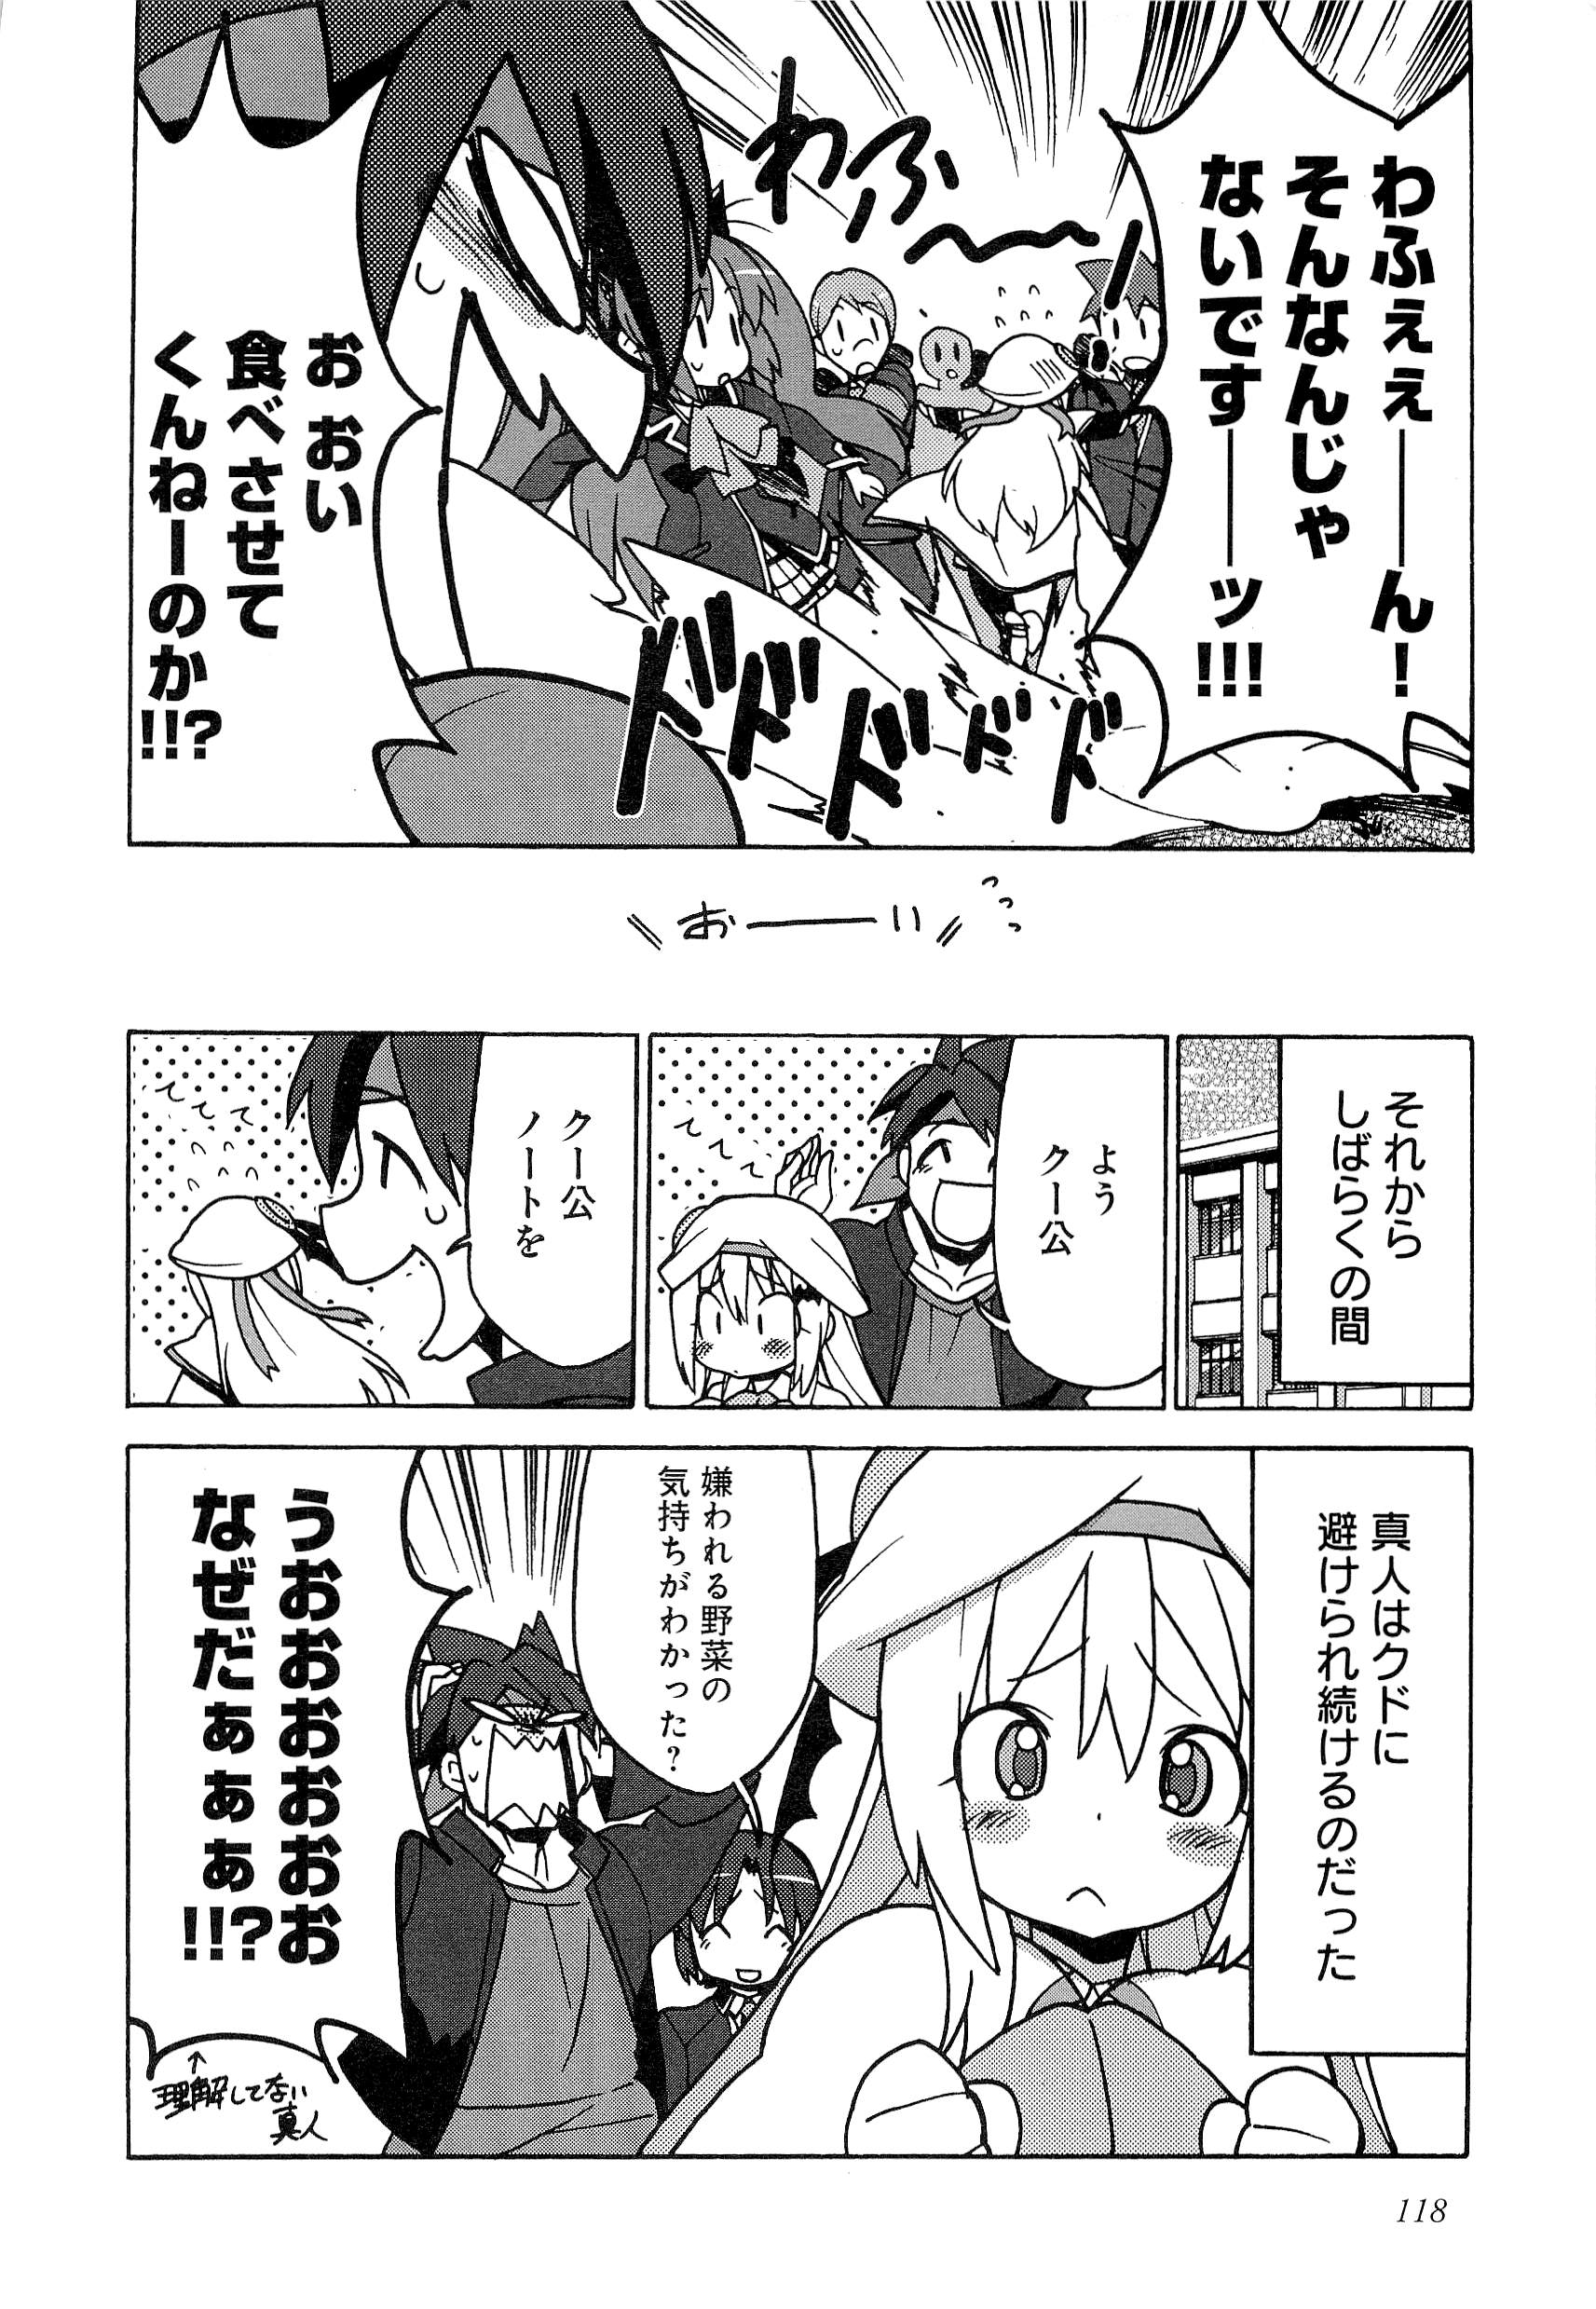 わふぇぇ――ん!
そんなんじゃ
ないですーーッ!!!
わふ～～ー
ドドドドド
おおい
食べさせて
くんねーのか!!?
おーーい
それから
しばらくの間
よう
クー公
てててて
クー公
ノートを
ててて
真人はクドに
避けられ続けるのだった
嫌われる野菜の
気持ちがわかった?
うおおおおおおお
なぜだぁぁぁぁ!!?
↑
理解してない
真人
118